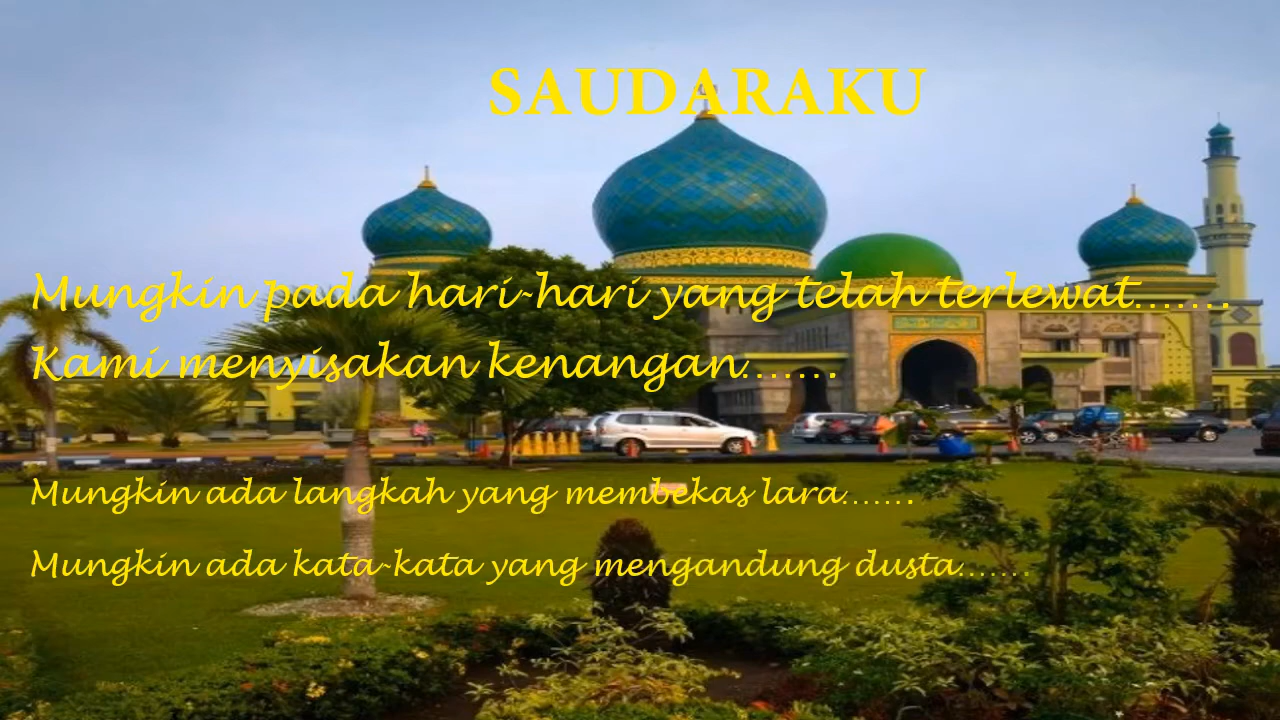 SAUDARAKU
Mungkin pada hari-hari yang telah terlewat.......
Kami menyisakan kenangan.......
Mungkin ada langkah yang membekas lara.......
Mungkin ada kata-kata yang mengandung dusta.......